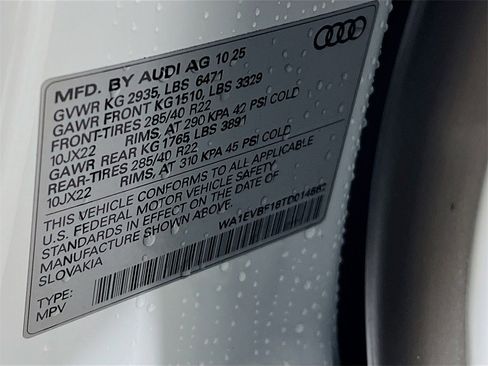 MFD. BY AUDI AG 10 25
GVWR KG 2935, LBS 6471
GAWR FRONT KG1510, LBS 3329
FRONT-TIRES 285/40 R22
10JX22 RIMS, AT 290 KPA 42 PSI COLD
GAWR REAR KG 1765, LBS 3891
REAR-TIRES 285/40 R22
10JX22 RIMS, AT 310 KPA 45 PSI COLD
THIS VEHICLE CONFORMS TO ALL APPLICABLE
U.S. FEDERAL MOTOR VEHICLE SAFETY
STANDARDS IN EFFECT ON THE DATE OF
MANUFACTURE SHOWN ABOVE.
SLOVAKIA
TYPE:
MPV